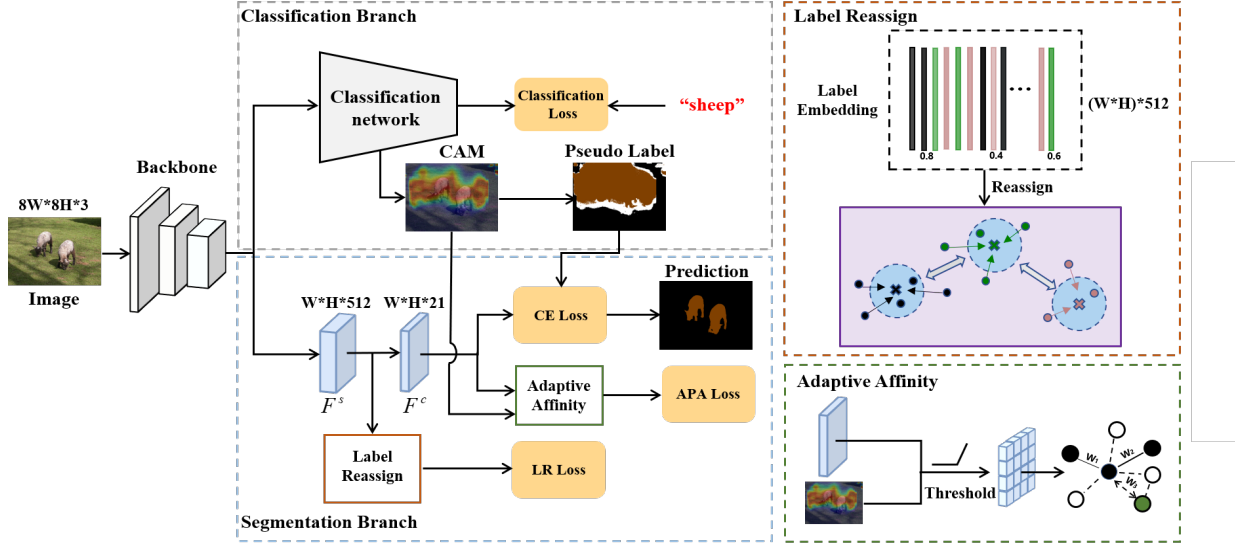 Classification Branch
Classification
network
Classification
Loss
“sheep”
CAM
Pseudo Label
Backbone
8W*8H*3
Image
W*H*512
W*H*21
F^s
F^c
CE Loss
Prediction
Adaptive
Affinity
APA Loss
Label
Reassign
LR Loss
Segmentation Branch
Label Reassign
Label
Embedding
0.8
0.4
0.6
(W*H)*512
Reassign
Adaptive Affinity
Threshold
W₁
W₂
W₃